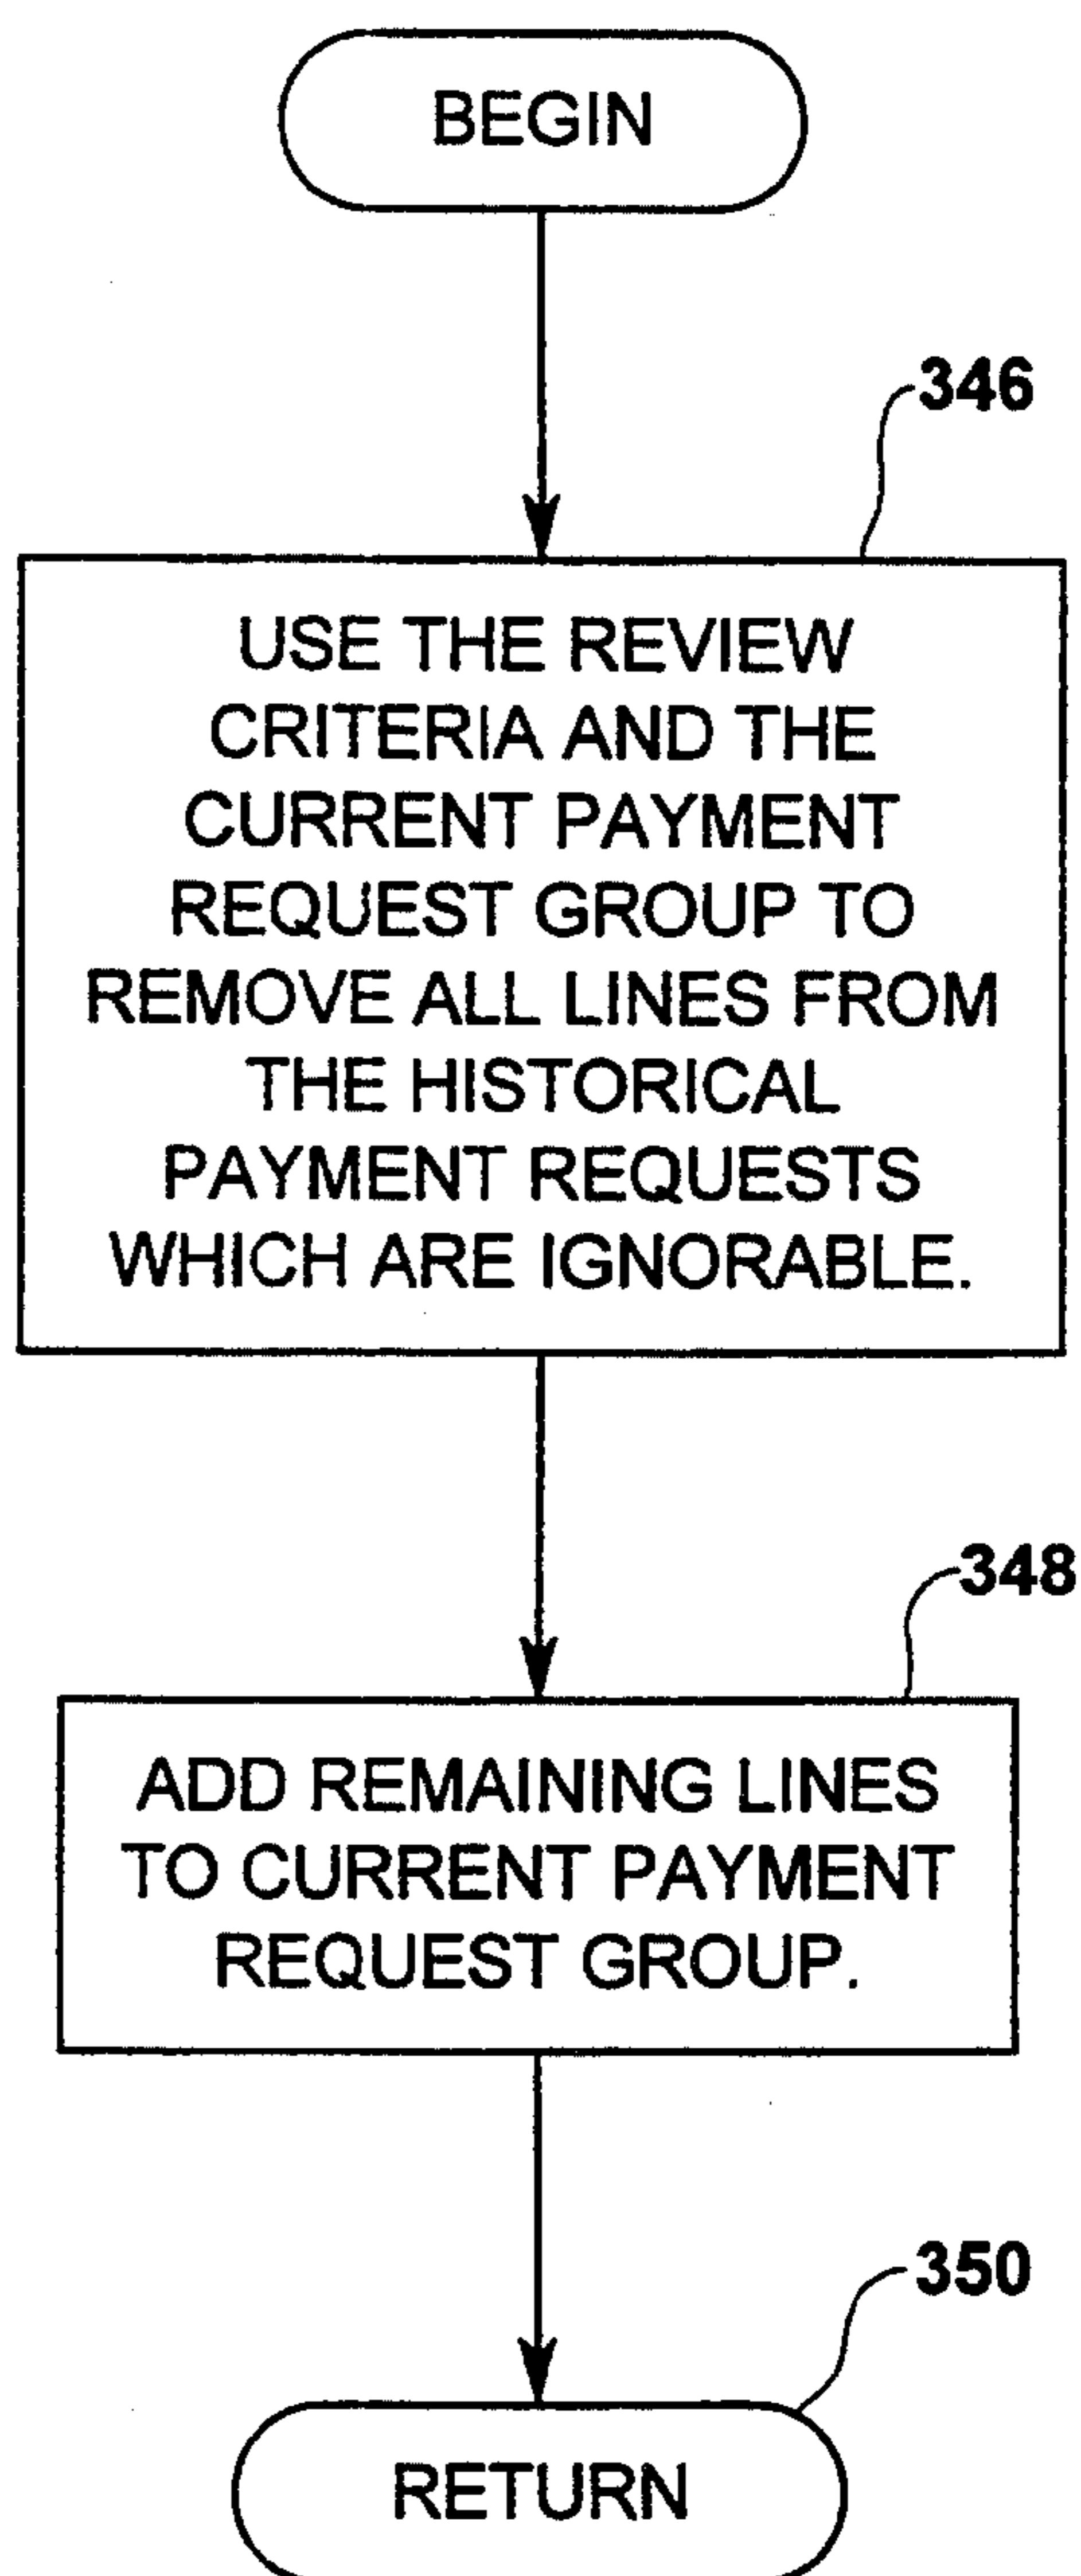 BEGIN
346
USE THE REVIEW
CRITERIA AND THE
CURRENT PAYMENT
REQUEST GROUP TO
REMOVE ALL LINES FROM
THE HISTORICAL
PAYMENT REQUESTS
WHICH ARE IGNORABLE.
348
ADD REMAINING LINES
TO CURRENT PAYMENT
REQUEST GROUP.
350
RETURN